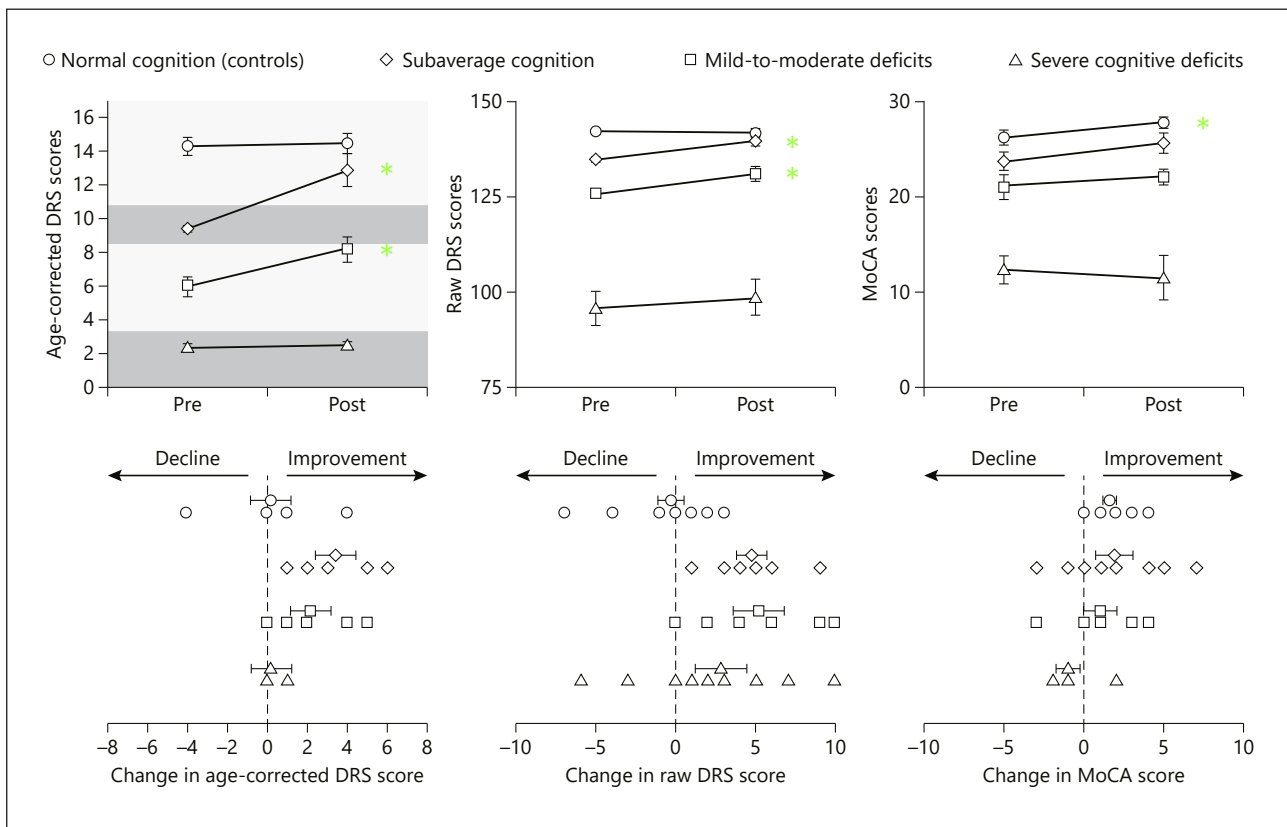 Normal cognition (controls) Subaverage cognition Mild-to-moderate deficits Severe cognitive deficits
Age-corrected DRS scores
16
14
12
10
8
6
4
2
0
Pre Post
*
*
Raw DRS scores
150
125
100
75
Pre Post
*
*
MoCA scores
30
20
10
0
Pre Post
*
Decline Improvement
–8 –6 –4 –2 0 2 4 6 8
Change in age-corrected DRS score
Decline Improvement
–10 –5 0 5 10
Change in raw DRS score
Decline Improvement
–10 –5 0 5 10
Change in MoCA score